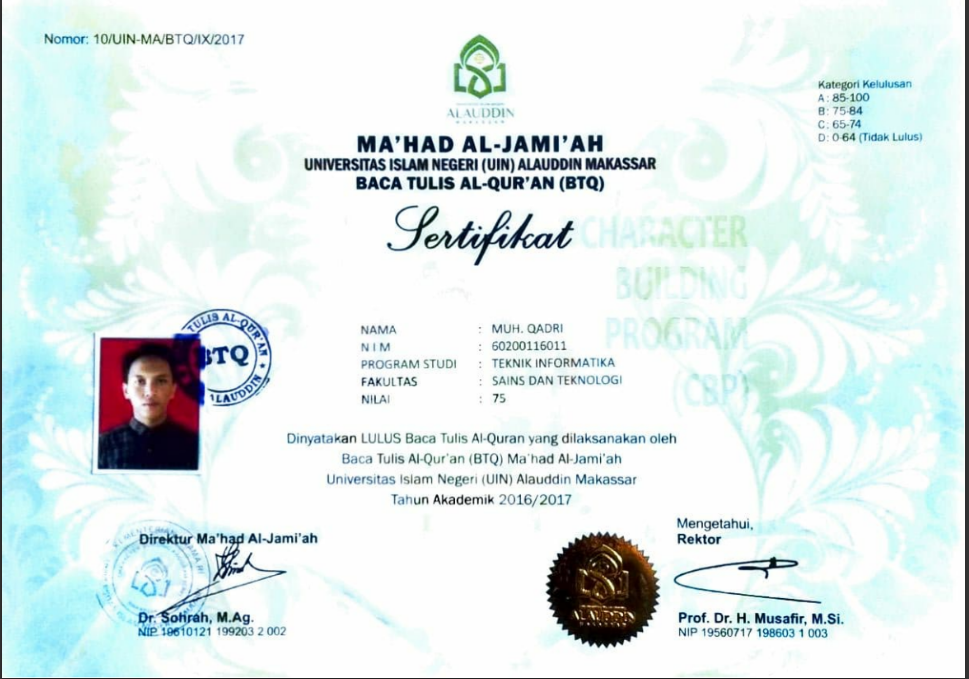 Nomor: 10/UIN-MA/BTQ/IX/2017
ALAUDDIN
Kategori Kelulusan
A : 85-100
B : 75-84
C : 65-74
D : 0-64 (Tidak Lulus)
MA'HAD AL-JAMI'AH
UNIVERSITAS ISLAM NEGERI (UIN) ALAUDDIN MAKASSAR
BACA TULIS AL-QUR'AN (BTQ)
Sertifikat
CHARACTER
BUILDING
PROGRAM
(CBP)
NAMA : MUH. QADRI
N I M : 60200116011
PROGRAM STUDI : TEKNIK INFORMATIKA
FAKULTAS : SAINS DAN TEKNOLOGI
NILAI : 75
TULIS AL-QUR'AN
BTQ
ALAUDDIN
Dinyatakan LULUS Baca Tulis Al-Quran yang dilaksanakan oleh
Baca Tulis Al-Qur'an (BTQ) Ma'had Al-Jami'ah
Universitas Islam Negeri (UIN) Alauddin Makassar
Tahun Akademik 2016/2017
Direktur Ma'had Al-Jami'ah
Dr. Sohrah, M.Ag.
NIP 19610121 199203 2 002
ALAUDDIN
Mengetahui,
Rektor
Prof. Dr. H. Musafir, M.Si.
NIP 19560717 198603 1 003